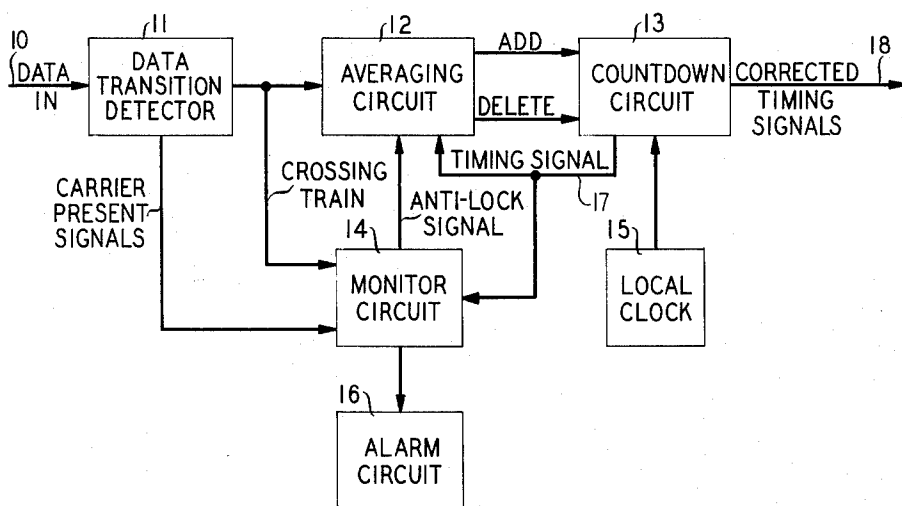 10
DATA
IN
11
DATA
TRANSITION
DETECTOR
12
AVERAGING
CIRCUIT
ADD
DELETE
13
COUNTDOWN
CIRCUIT
CORRECTED
TIMING
SIGNALS
18
CARRIER
PRESENT
SIGNALS
CROSSING
TRAIN
ANTI-LOCK
SIGNAL
TIMING SIGNAL
17
14
MONITOR
CIRCUIT
15
LOCAL
CLOCK
16
ALARM
CIRCUIT